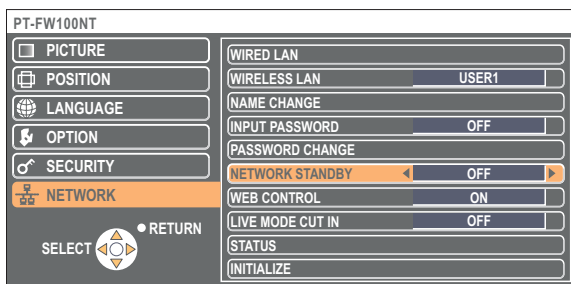 PT-FW100NT
PICTURE
POSITION
LANGUAGE
OPTION
SECURITY
NETWORK
RETURN
SELECT
WIRED LAN
WIRELESS LAN USER1
NAME CHANGE
INPUT PASSWORD OFF
PASSWORD CHANGE
NETWORK STANDBY OFF
WEB CONTROL ON
LIVE MODE CUT IN OFF
STATUS
INITIALIZE